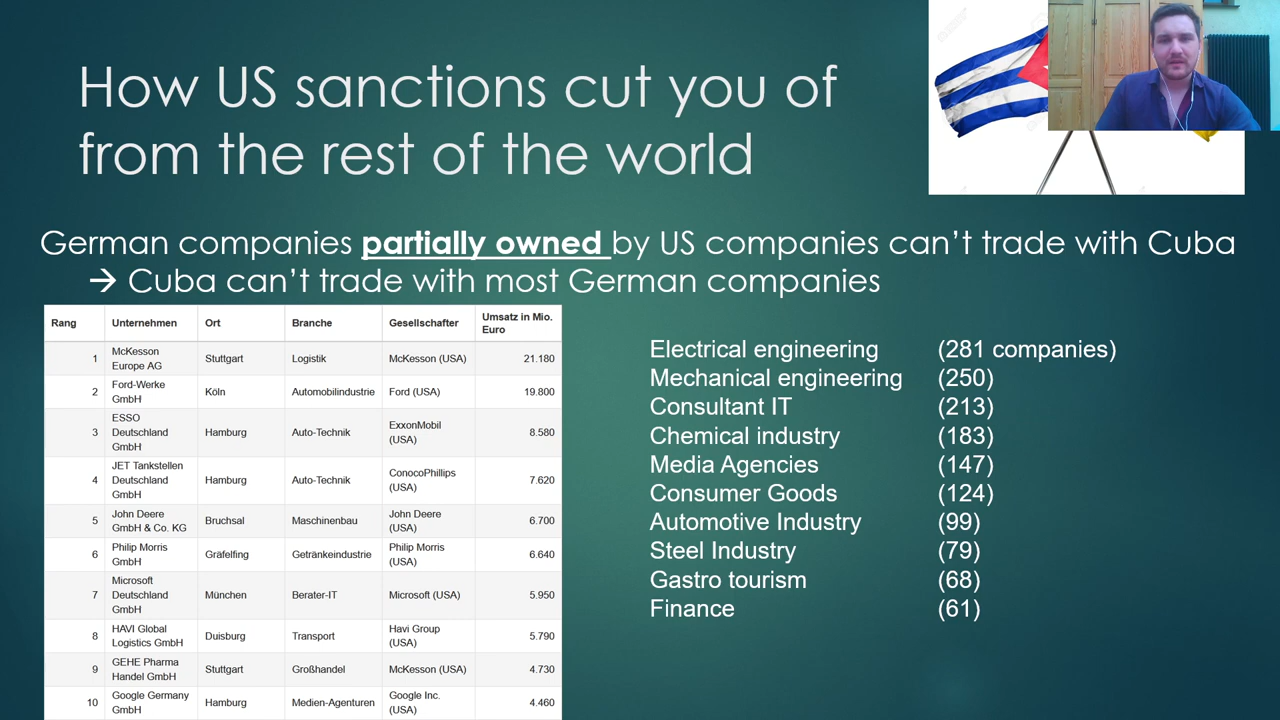 How US sanctions cut you of
from the rest of the world
German companies partially owned by US companies can’t trade with Cuba
→ Cuba can’t trade with most German companies
Rang Unternehmen Ort Branche Gesellschafter Umsatz in Mio. Euro
1 McKesson Europe AG Stuttgart Logistik McKesson (USA) 21.180
2 Ford-Werke GmbH Köln Automobilindustrie Ford (USA) 19.800
3 ESSO Deutschland GmbH Hamburg Auto-Technik ExxonMobil (USA) 8.580
4 JET Tankstellen Deutschland GmbH Hamburg Auto-Technik ConocoPhillips (USA) 7.620
5 John Deere GmbH & Co. KG Bruchsal Maschinenbau John Deere (USA) 6.700
6 Philip Morris GmbH Gräfelfing Getränkeindustrie Philip Morris (USA) 6.640
7 Microsoft Deutschland GmbH München Berater-IT Microsoft (USA) 5.950
8 HAVI Global Logistics GmbH Duisburg Transport Havi Group (USA) 5.790
9 GEHE Pharma Handel GmbH Stuttgart Großhandel McKesson (USA) 4.730
10 Google Germany GmbH Hamburg Medien-Agenturen Google Inc. (USA) 4.460
Electrical engineering (281 companies)
Mechanical engineering (250)
Consultant IT (213)
Chemical industry (183)
Media Agencies (147)
Consumer Goods (124)
Automotive Industry (99)
Steel Industry (79)
Gastro tourism (68)
Finance (61)